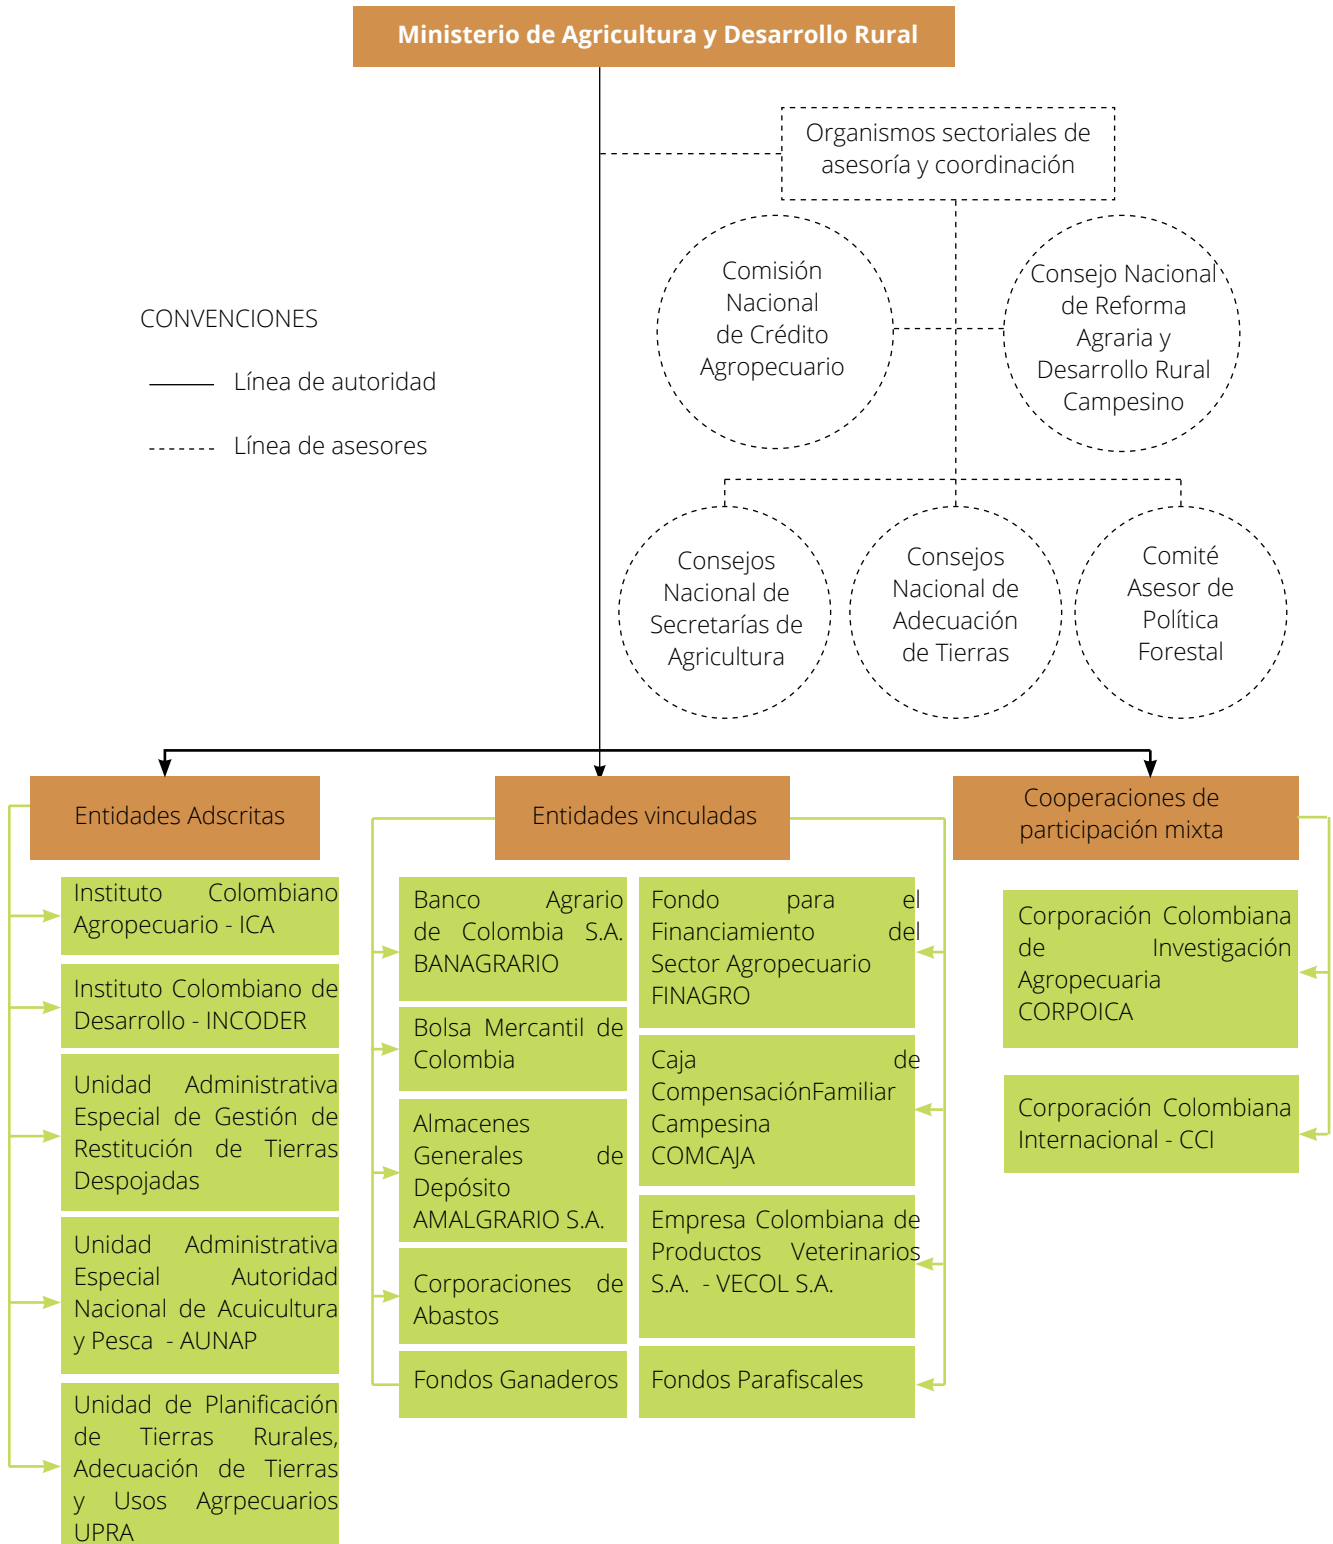 Ministerio de Agricultura y Desarrollo Rural
Organismos sectoriales de
asesoría y coordinación
Comisión
Nacional
de Crédito
Agropecuario
Consejo Nacional
de Reforma
Agraria y
Desarrollo Rural
Campesino
CONVENCIONES
Línea de autoridad
Línea de asesores
Consejos
Nacional de
Secretarías de
Agricultura
Consejos
Nacional de
Adecuación
de Tierras
Comité
Asesor de
Política
Forestal
Entidades Adscritas
Instituto Colombiano
Agropecuario - ICA
Instituto Colombiano de
Desarrollo - INCODER
Unidad Administrativa
Especial de Gestión de
Restitución de Tierras
Despojadas
Unidad Administrativa
Especial Autoridad
Nacional de Acuicultura
y Pesca - AUNAP
Unidad de Planificación
de Tierras Rurales,
Adecuación de Tierras
y Usos Agrpecuarios
UPRA
Entidades vinculadas
Banco Agrario
de Colombia S.A.
BANAGRARIO
Bolsa Mercantil de
Colombia
Almacenes
Generales de
Depósito
AMALGRARIO S.A.
Corporaciones de
Abastos
Fondos Ganaderos
Fondo para el
Financiamiento del
Sector Agropecuario
FINAGRO
Caja de
CompensaciónFamiliar
Campesina
COMCAJA
Empresa Colombiana de
Productos Veterinarios
S.A. - VECOL S.A.
Fondos Parafiscales
Cooperaciones de
participación mixta
Corporación Colombiana
de Investigación
Agropecuaria
CORPOICA
Corporación Colombiana
Internacional - CCI